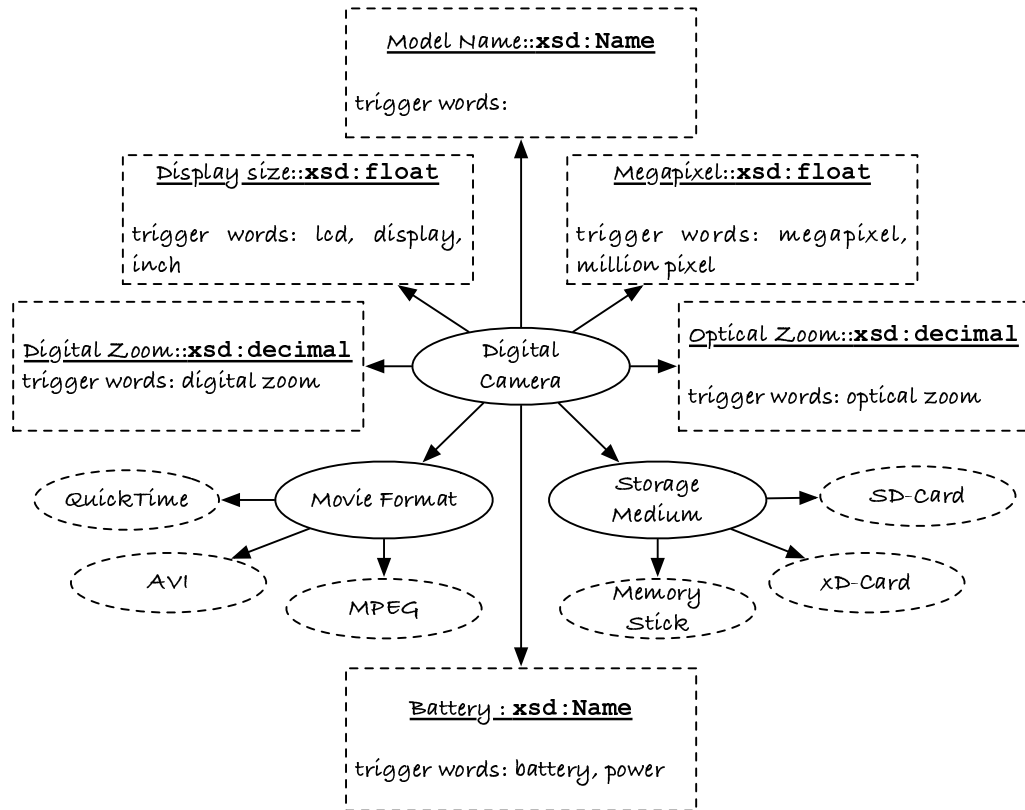 Model Name::xsd:Name
trigger words:
Display size::xsd:float
trigger words: lcd, display,
inch
Megapixel::xsd:float
trigger words: megapixel,
million pixel
Digital Zoom::xsd:decimal
trigger words: digital zoom
Digital
Camera
Optical Zoom::xsd:decimal
trigger words: optical zoom
QuickTime
Movie Format
Storage
Medium
SD-Card
AVI
MPEG
Memory
Stick
xD-Card
Battery : xsd:Name
trigger words: battery, power